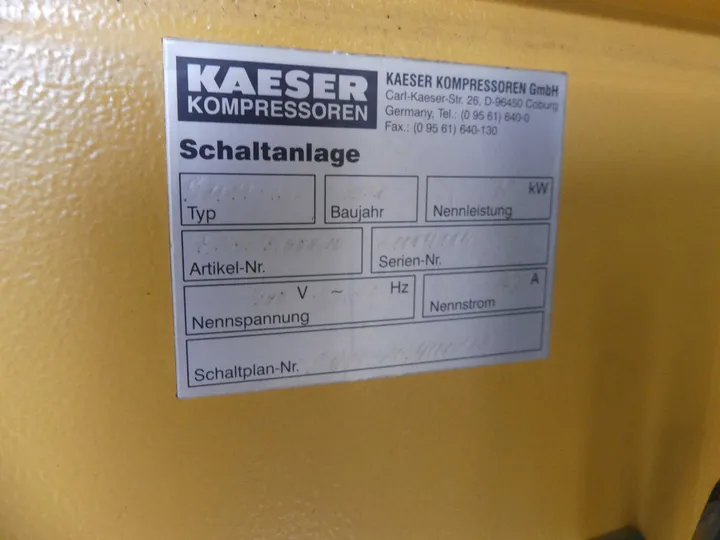 KAESER
KOMPRESSOREN
KAESER KOMPRESSOREN GmbH
Carl-Kaeser-Str. 26, D-96450 Coburg
Germany, Tel.: (0 95 61) 640-0
Fax.: (0 95 61) 640-130
Schaltanlage
kW
Typ
Baujahr
Nennleistung
Artikel-Nr.
Serien-Nr.
V ~ Hz
A
Nennspannung
Nennstrom
Schaltplan-Nr.